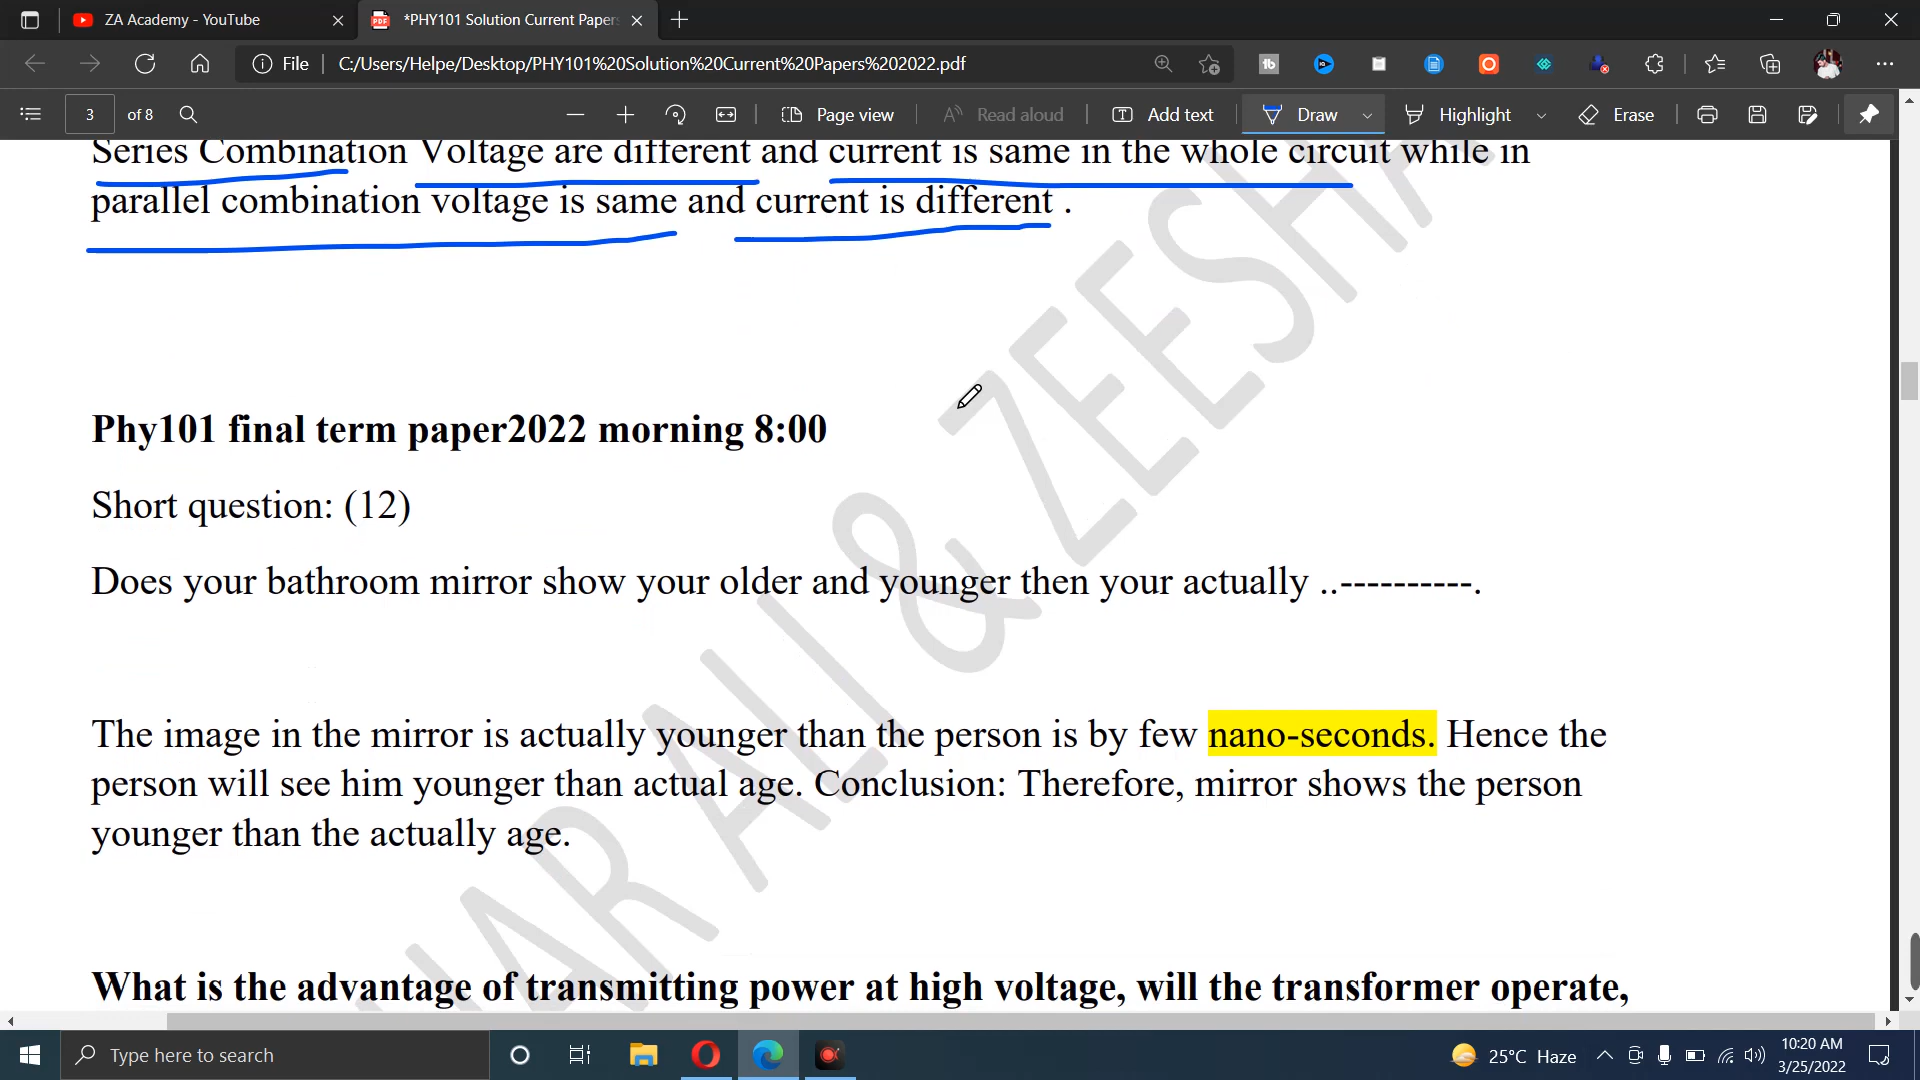 ZA Academy - YouTube
*PHY101 Solution Current Papers
File
C:/Users/Helpe/Desktop/PHY101%20Solution%20Current%20Papers%202022.pdf
3 of 8
Page view
Read aloud
Add text
Draw
Highlight
Erase
Series Combination Voltage are different and current is same in the whole circuit while in
parallel combination voltage is same and current is different .
Phy101 final term paper2022 morning 8:00
Short question: (12)
Does your bathroom mirror show your older and younger then your actually ..----------.
The image in the mirror is actually younger than the person is by few nano-seconds. Hence the
person will see him younger than actual age. Conclusion: Therefore, mirror shows the person
younger than the actually age.
What is the advantage of transmitting power at high voltage, will the transformer operate,
ALI & ZEESHA
Type here to search
25°C Haze
10:20 AM
3/25/2022